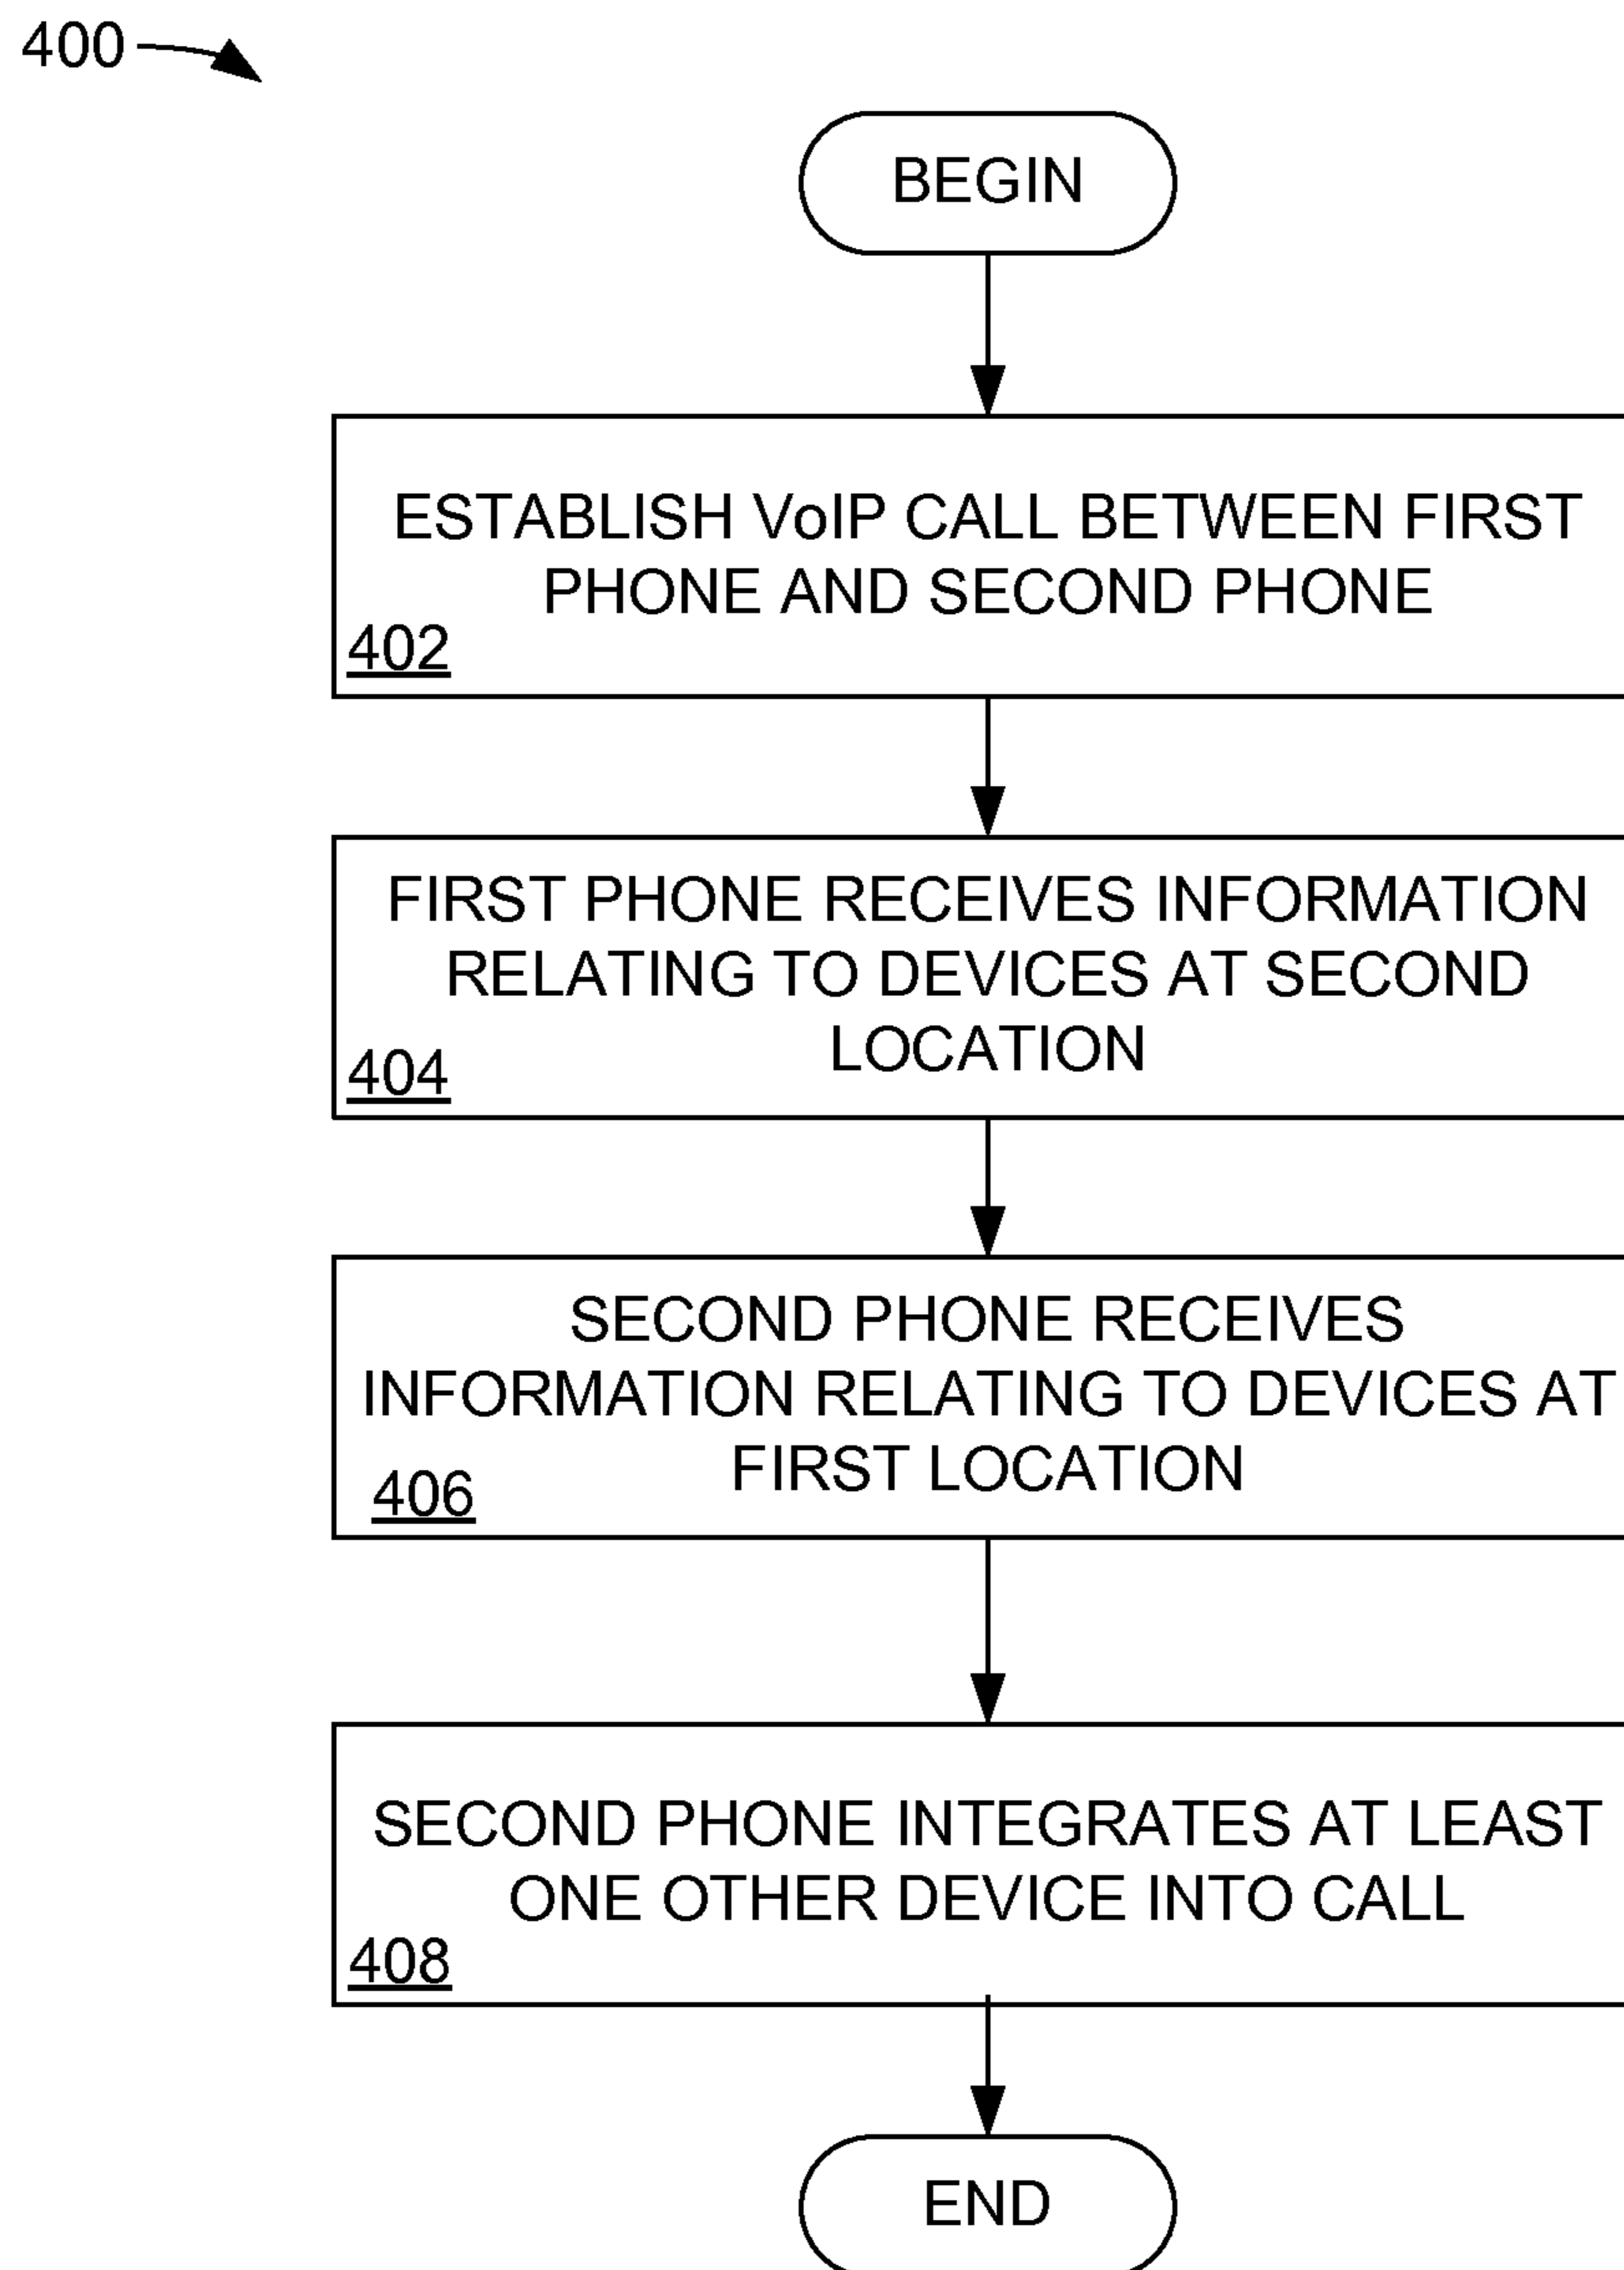 400
BEGIN
ESTABLISH VoIP CALL BETWEEN FIRST
PHONE AND SECOND PHONE
402
FIRST PHONE RECEIVES INFORMATION
RELATING TO DEVICES AT SECOND
LOCATION
404
SECOND PHONE RECEIVES
INFORMATION RELATING TO DEVICES AT
FIRST LOCATION
406
SECOND PHONE INTEGRATES AT LEAST
ONE OTHER DEVICE INTO CALL
408
END